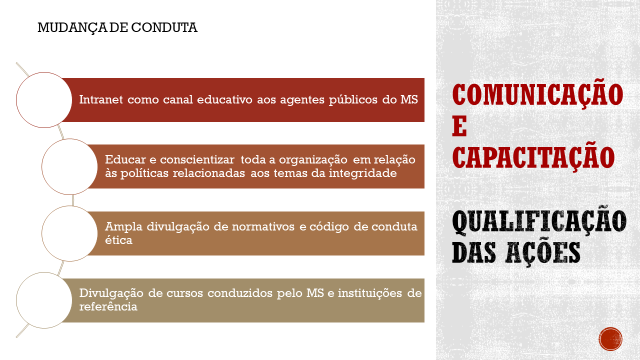 MUDANÇA DE CONDUTA
Intranet como canal educativo aos agentes públicos do MS
Educar e conscientizar toda a organização em relação
às políticas relacionadas aos temas da integridade
Ampla divulgação de normativos e código de conduta
ética
Divulgação de cursos conduzidos pelo MS e instituições de
referência
COMUNICAÇÃO
E
CAPACITAÇÃO
QUALIFICAÇÃO
DAS AÇÕES